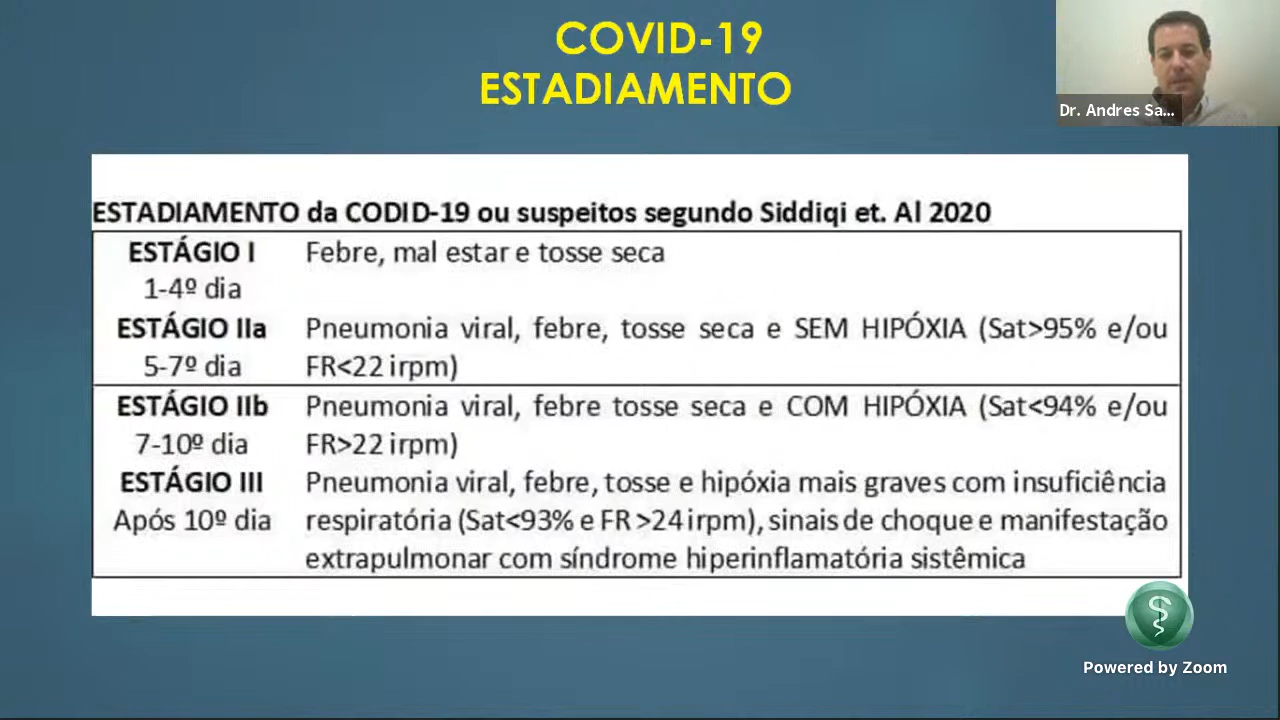 COVID-19
ESTADIAMENTO
Dr. Andres Sa...
ESTADIAMENTO da CODID-19 ou suspeitos segundo Siddiqi et. Al 2020
ESTÁGIO I Febre, mal estar e tosse seca
1-4º dia
ESTÁGIO IIa Pneumonia viral, febre, tosse seca e SEM HIPÓXIA (Sat>95% e/ou
5-7º dia FR<22 irpm)
ESTÁGIO IIb Pneumonia viral, febre tosse seca e COM HIPÓXIA (Sat<94% e/ou
7-10º dia FR>22 irpm)
ESTÁGIO III Pneumonia viral, febre, tosse e hipóxia mais graves com insuficiência
Após 10º dia respiratória (Sat<93% e FR >24 irpm), sinais de choque e manifestação
extrapulmonar com síndrome hiperinflamatória sistêmica
Powered by Zoom